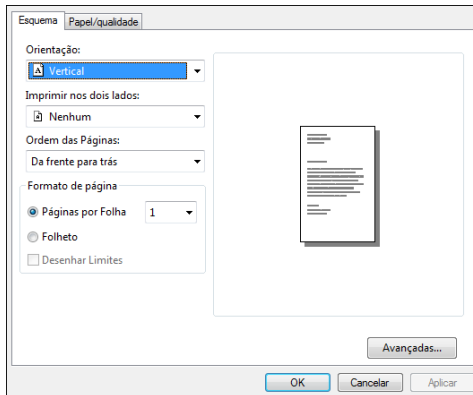 Esquema Papel/qualidade
Orientação:
Vertical
Imprimir nos dois lados:
Nenhum
Ordem das Páginas:
Da frente para trás
Formato de página
Páginas por Folha 1
Folheto
Desenhar Limites
Avançadas...
OK Cancelar Aplicar